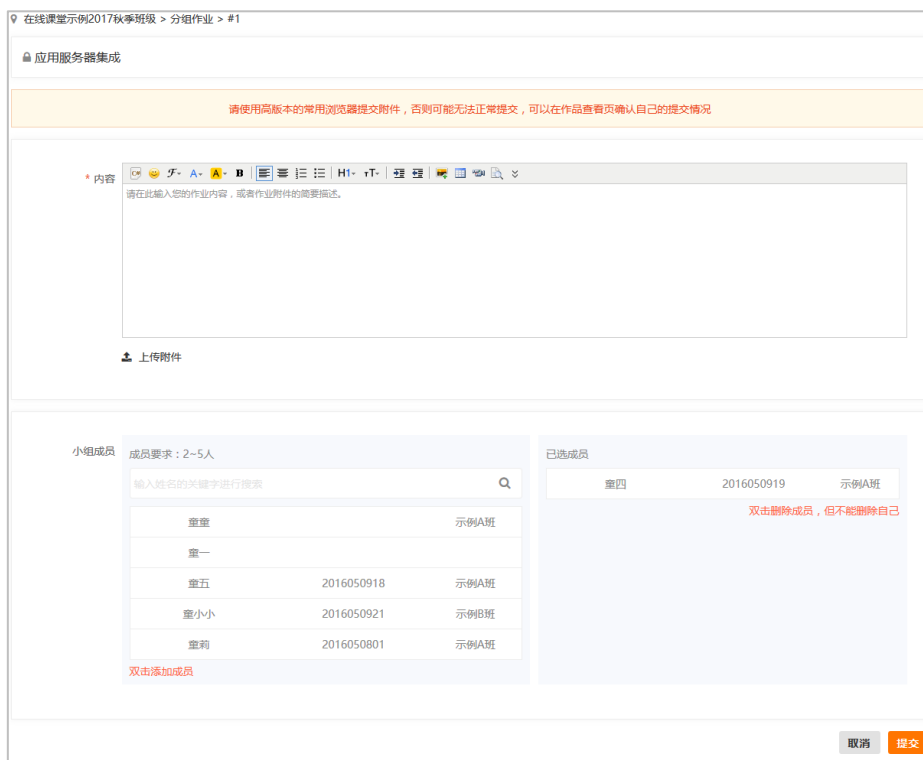 在线课堂示例2017秋季班级 > 分组作业 > #1
应用服务器集成
请使用高版本的常用浏览器提交附件，否则可能无法正常提交，可以在作品查看页确认自己的提交情况
* 内容
C# F A A B H1 тT
请在此输入您的作业内容，或者作业附件的简要描述。
上传附件
小组成员 成员要求：2~5人 已选成员
输入姓名的关键字进行搜索
童四 2016050919 示例A班
双击删除成员，但不能删除自己
童童 示例A班
童一
童五 2016050918 示例A班
童小小 2016050921 示例B班
童莉 2016050801 示例A班
双击添加成员
取消 提交